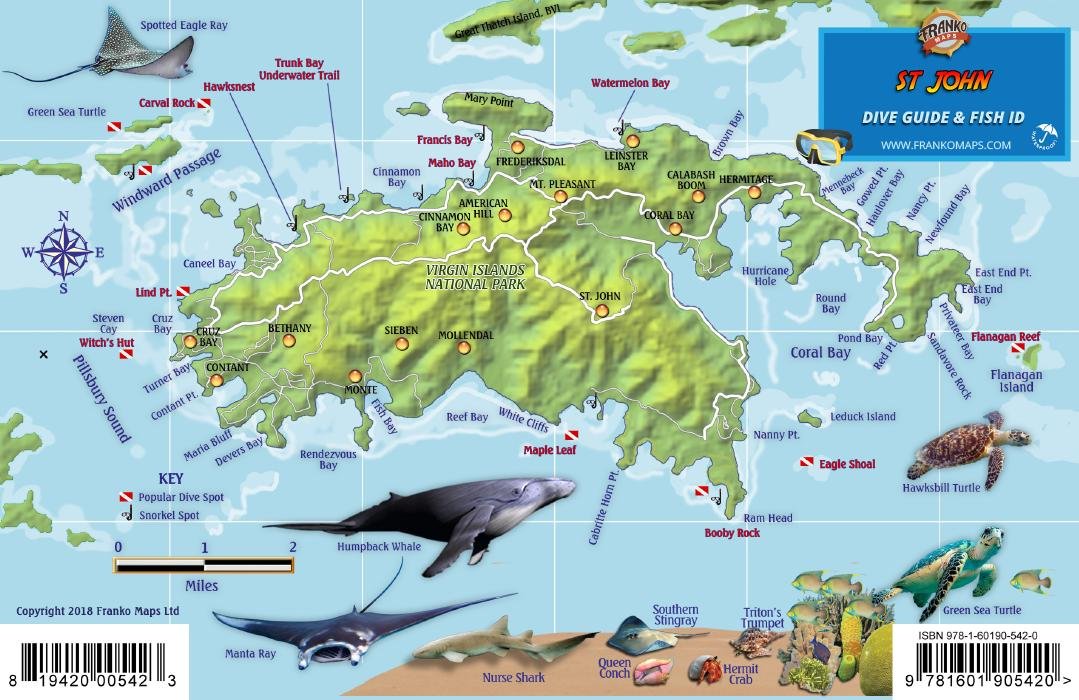 Great Thatch Island, BVI
Spotted Eagle Ray
FRANKO
MAPS
ST JOHN
DIVE GUIDE & FISH ID
WWW.FRANKOMAPS.COM
WATERPROOF
Trunk Bay
Underwater Trail
Hawksnest
Watermelon Bay
Carval Rock
Green Sea Turtle
Mary Point
Francis Bay
Brown Bay
Windward Passage
Maho Bay
FREDERIKSDAL
LEINSTER
BAY
Cinnamon
Bay
MT. PLEASANT
CALABASH
BOOM
HERMITAGE
Mennebeck
Bay
Gowed Pt.
Haulover Bay
Nancy Pt.
Newfound Bay
AMERICAN
HILL
CINNAMON
BAY
CORAL BAY
N
W
E
S
Caneel Bay
VIRGIN ISLANDS
NATIONAL PARK
Hurricane
Hole
East End Pt.
East End
Bay
Lind Pt.
ST. JOHN
Round
Bay
Steven
Cay
Cruz
Bay
CRUZ
BAY
BETHANY
SIEBEN
MOLLENDAL
Privateer Bay
Pond Bay
Flanagan Reef
Witch's Hut
Coral Bay
Red Pt.
Sandavore Rock
Flanagan
Island
Pillsbury Sound
Turner Bay
CONTANT
MONTE
Contant Pt.
Fish Bay
Reef Bay
White Cliffs
Leduck Island
Maria Bluff
Devers Bay
Rendezvous
Bay
Maple Leaf
Nanny Pt.
Eagle Shoal
Hawksbill Turtle
KEY
Popular Dive Spot
Snorkel Spot
Cabritte Horn Pt.
Ram Head
Booby Rock
0 1 2
Miles
Humpback Whale
Copyright 2018 Franko Maps Ltd
Manta Ray
Nurse Shark
Southern
Stingray
Queen
Conch
Triton's
Trumpet
Hermit
Crab
Green Sea Turtle
ISBN 978-1-60190-542-0
8 19420 00542 3
9 781601 905420 >